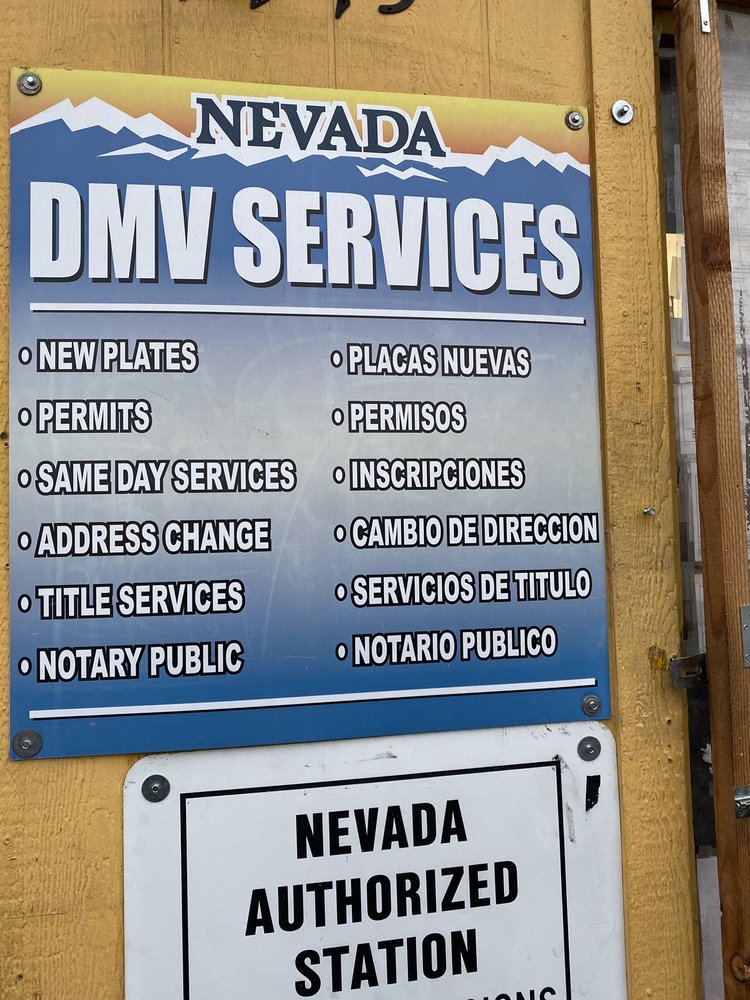 NEVADA
DMV SERVICES
• NEW PLATES
• PERMITS
• SAME DAY SERVICES
• ADDRESS CHANGE
• TITLE SERVICES
• NOTARY PUBLIC
• PLACAS NUEVAS
• PERMISOS
• INSCRIPCIONES
• CAMBIO DE DIRECCION
• SERVICIOS DE TITULO
• NOTARIO PUBLICO
NEVADA
AUTHORIZED
STATION